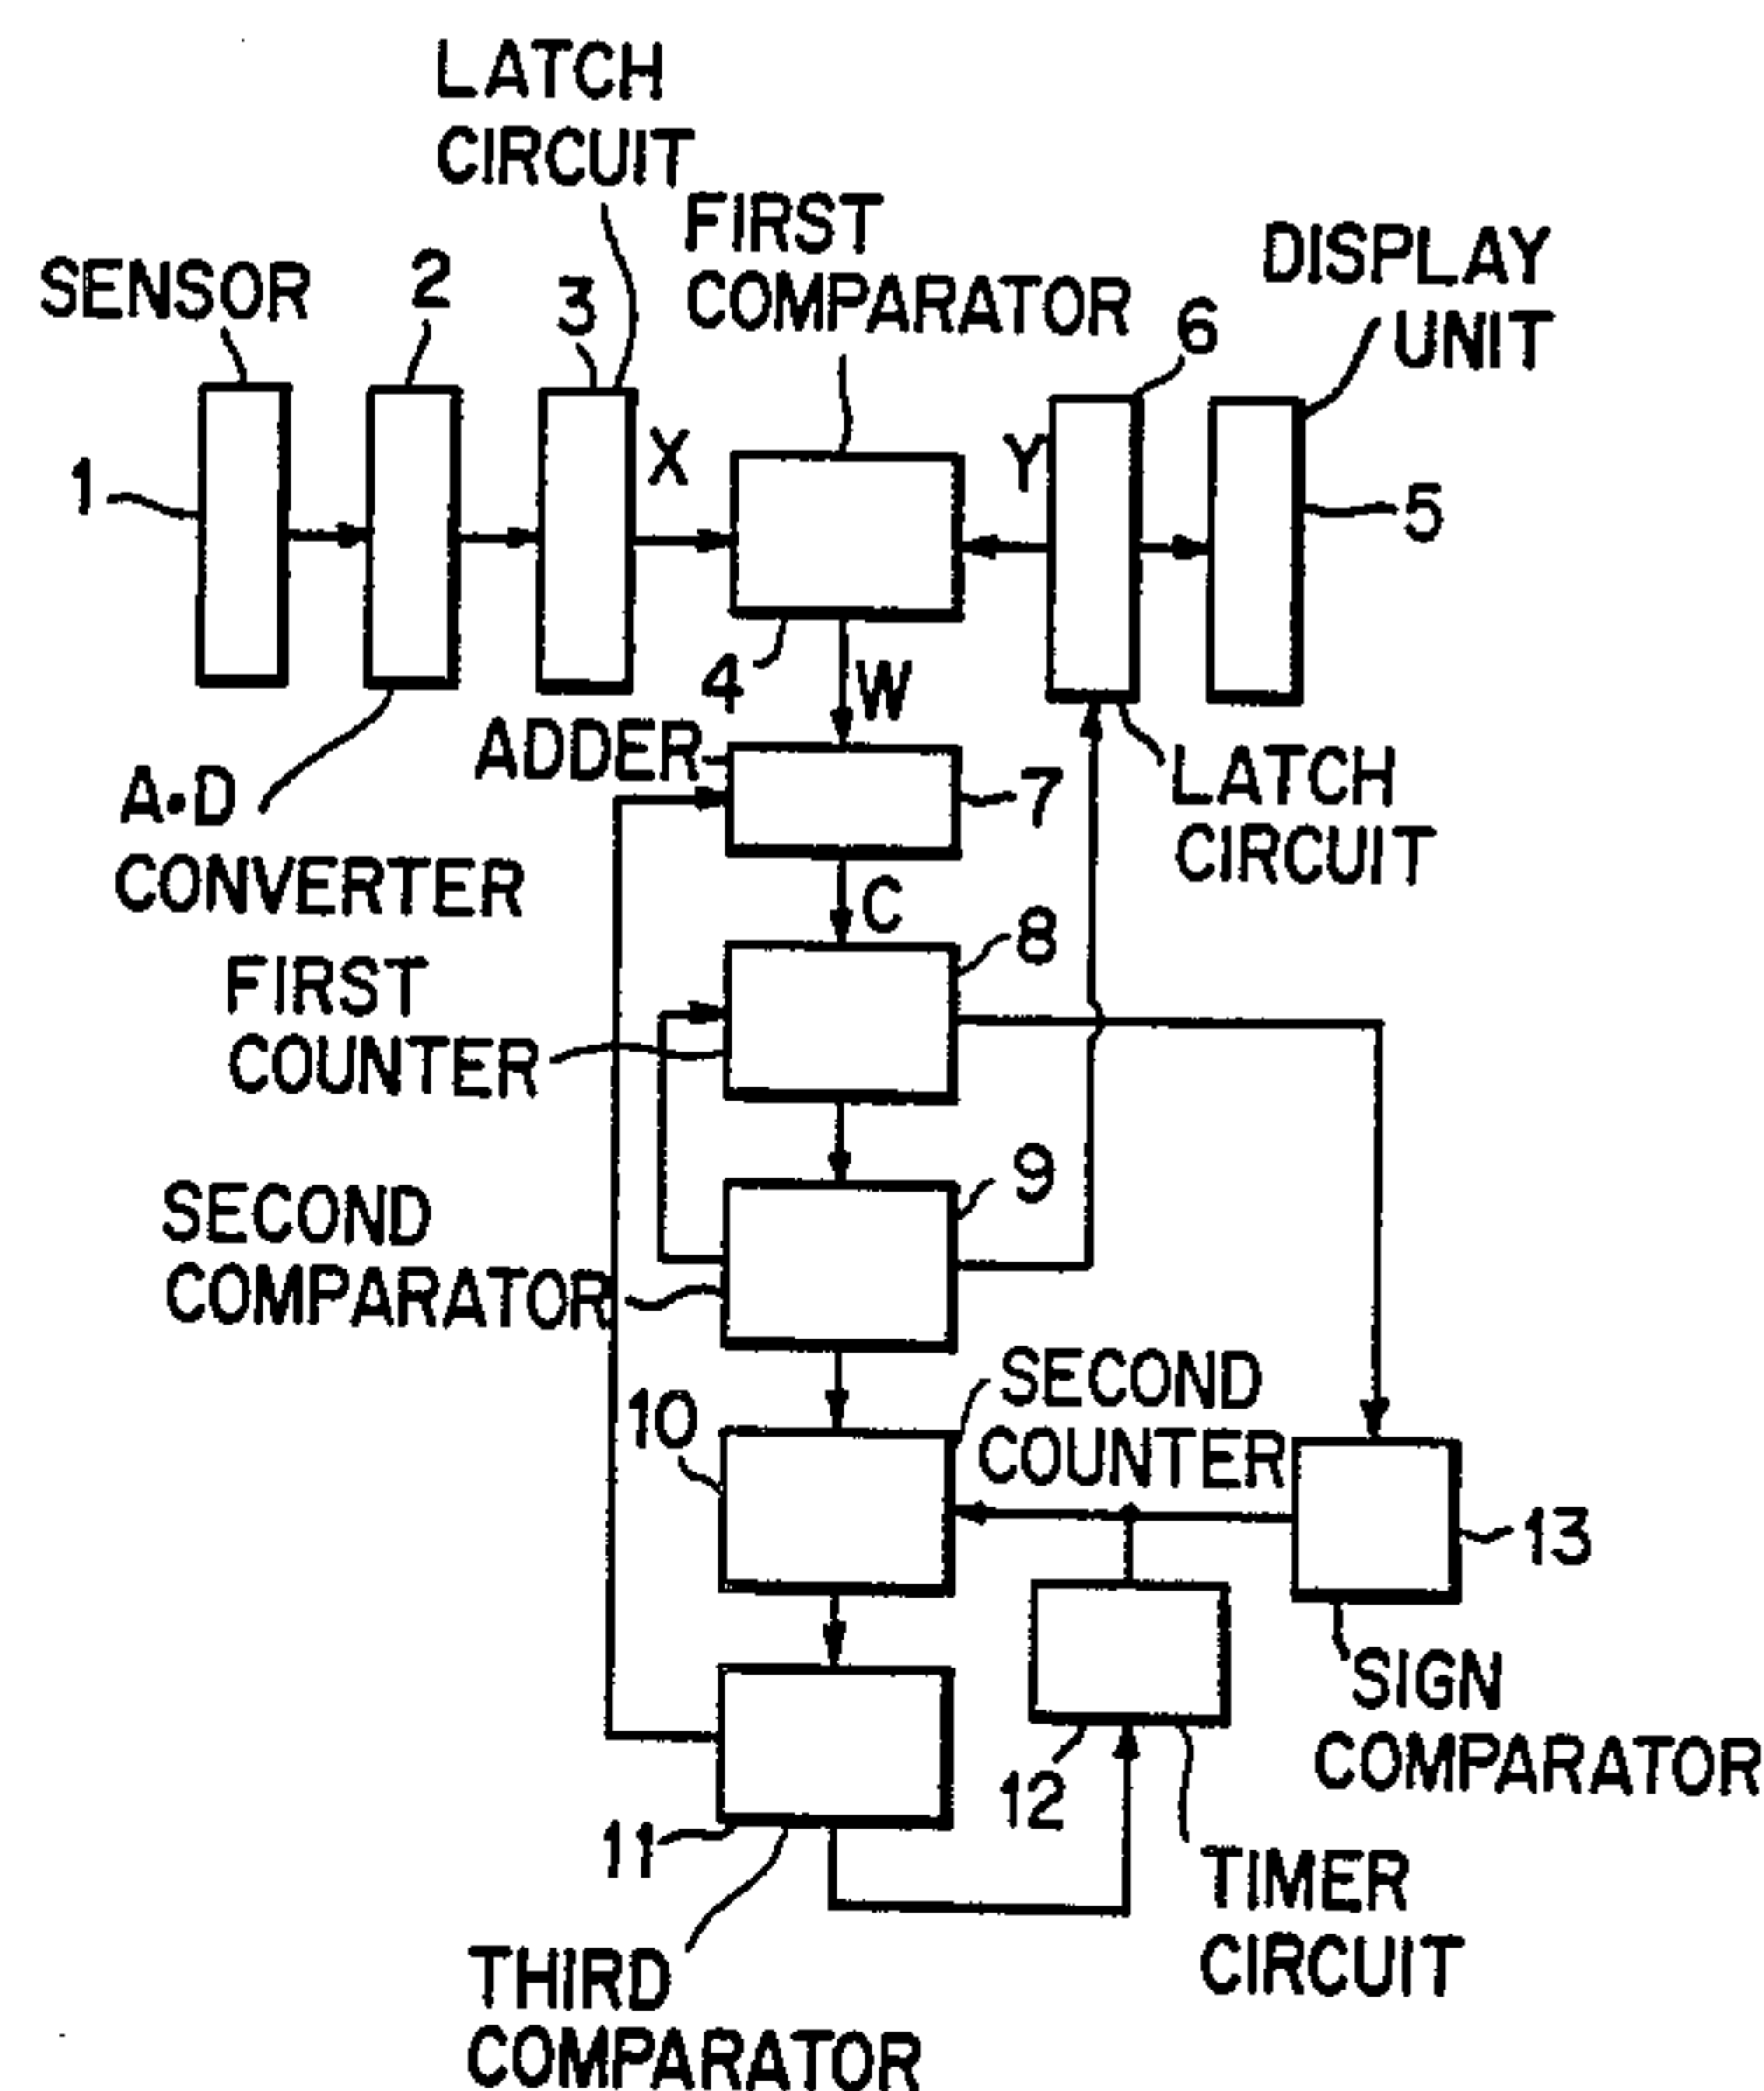 LATCH
CIRCUIT
FIRST
COMPARATOR
DISPLAY
UNIT
SENSOR
2
3
6
1
X
Y
5
4
W
ADDER
7
A•D
CONVERTER
LATCH
CIRCUIT
C
8
FIRST
COUNTER
9
SECOND
COMPARATOR
10
SECOND
COUNTER
13
SIGN
COMPARATOR
12
11
TIMER
CIRCUIT
THIRD
COMPARATOR